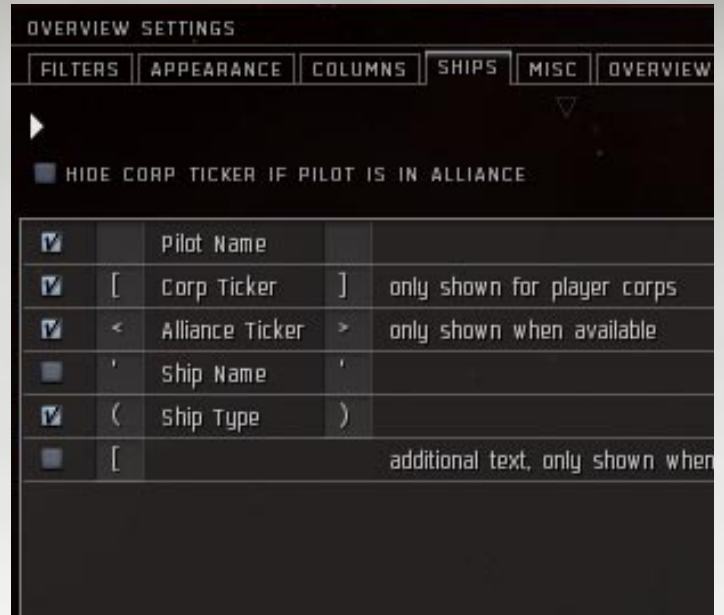 OVERVIEW SETTINGS
FILTERS APPEARANCE COLUMNS SHIPS MISC OVERVIEW
HIDE CORP TICKER IF PILOT IS IN ALLIANCE
Pilot Name
[ Corp Ticker ] only shown for player corps
< Alliance Ticker > only shown when available
' Ship Name '
( Ship Type )
[ additional text, only shown when